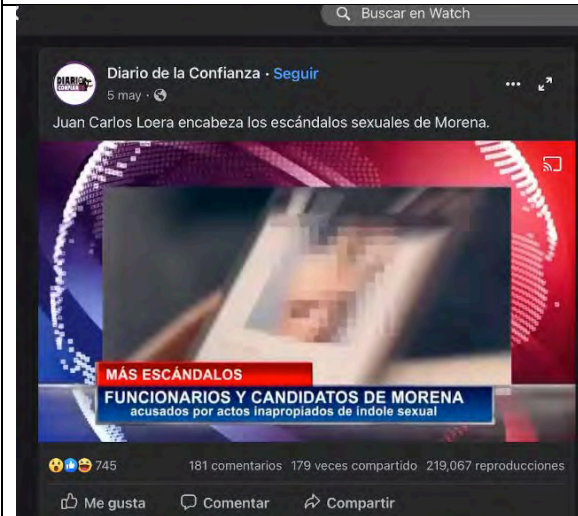 Buscar en Watch
DIARIO
Diario de la Confianza · Seguir
5 may ·
Juan Carlos Loera encabeza los escándalos sexuales de Morena.
MÁS ESCÁNDALOS
FUNCIONARIOS Y CANDIDATOS DE MORENA
acusados por actos inapropiados de indole sexual
745 181 comentarios 179 veces compartido 219,067 reproducciones
Me gusta Comentar Compartir